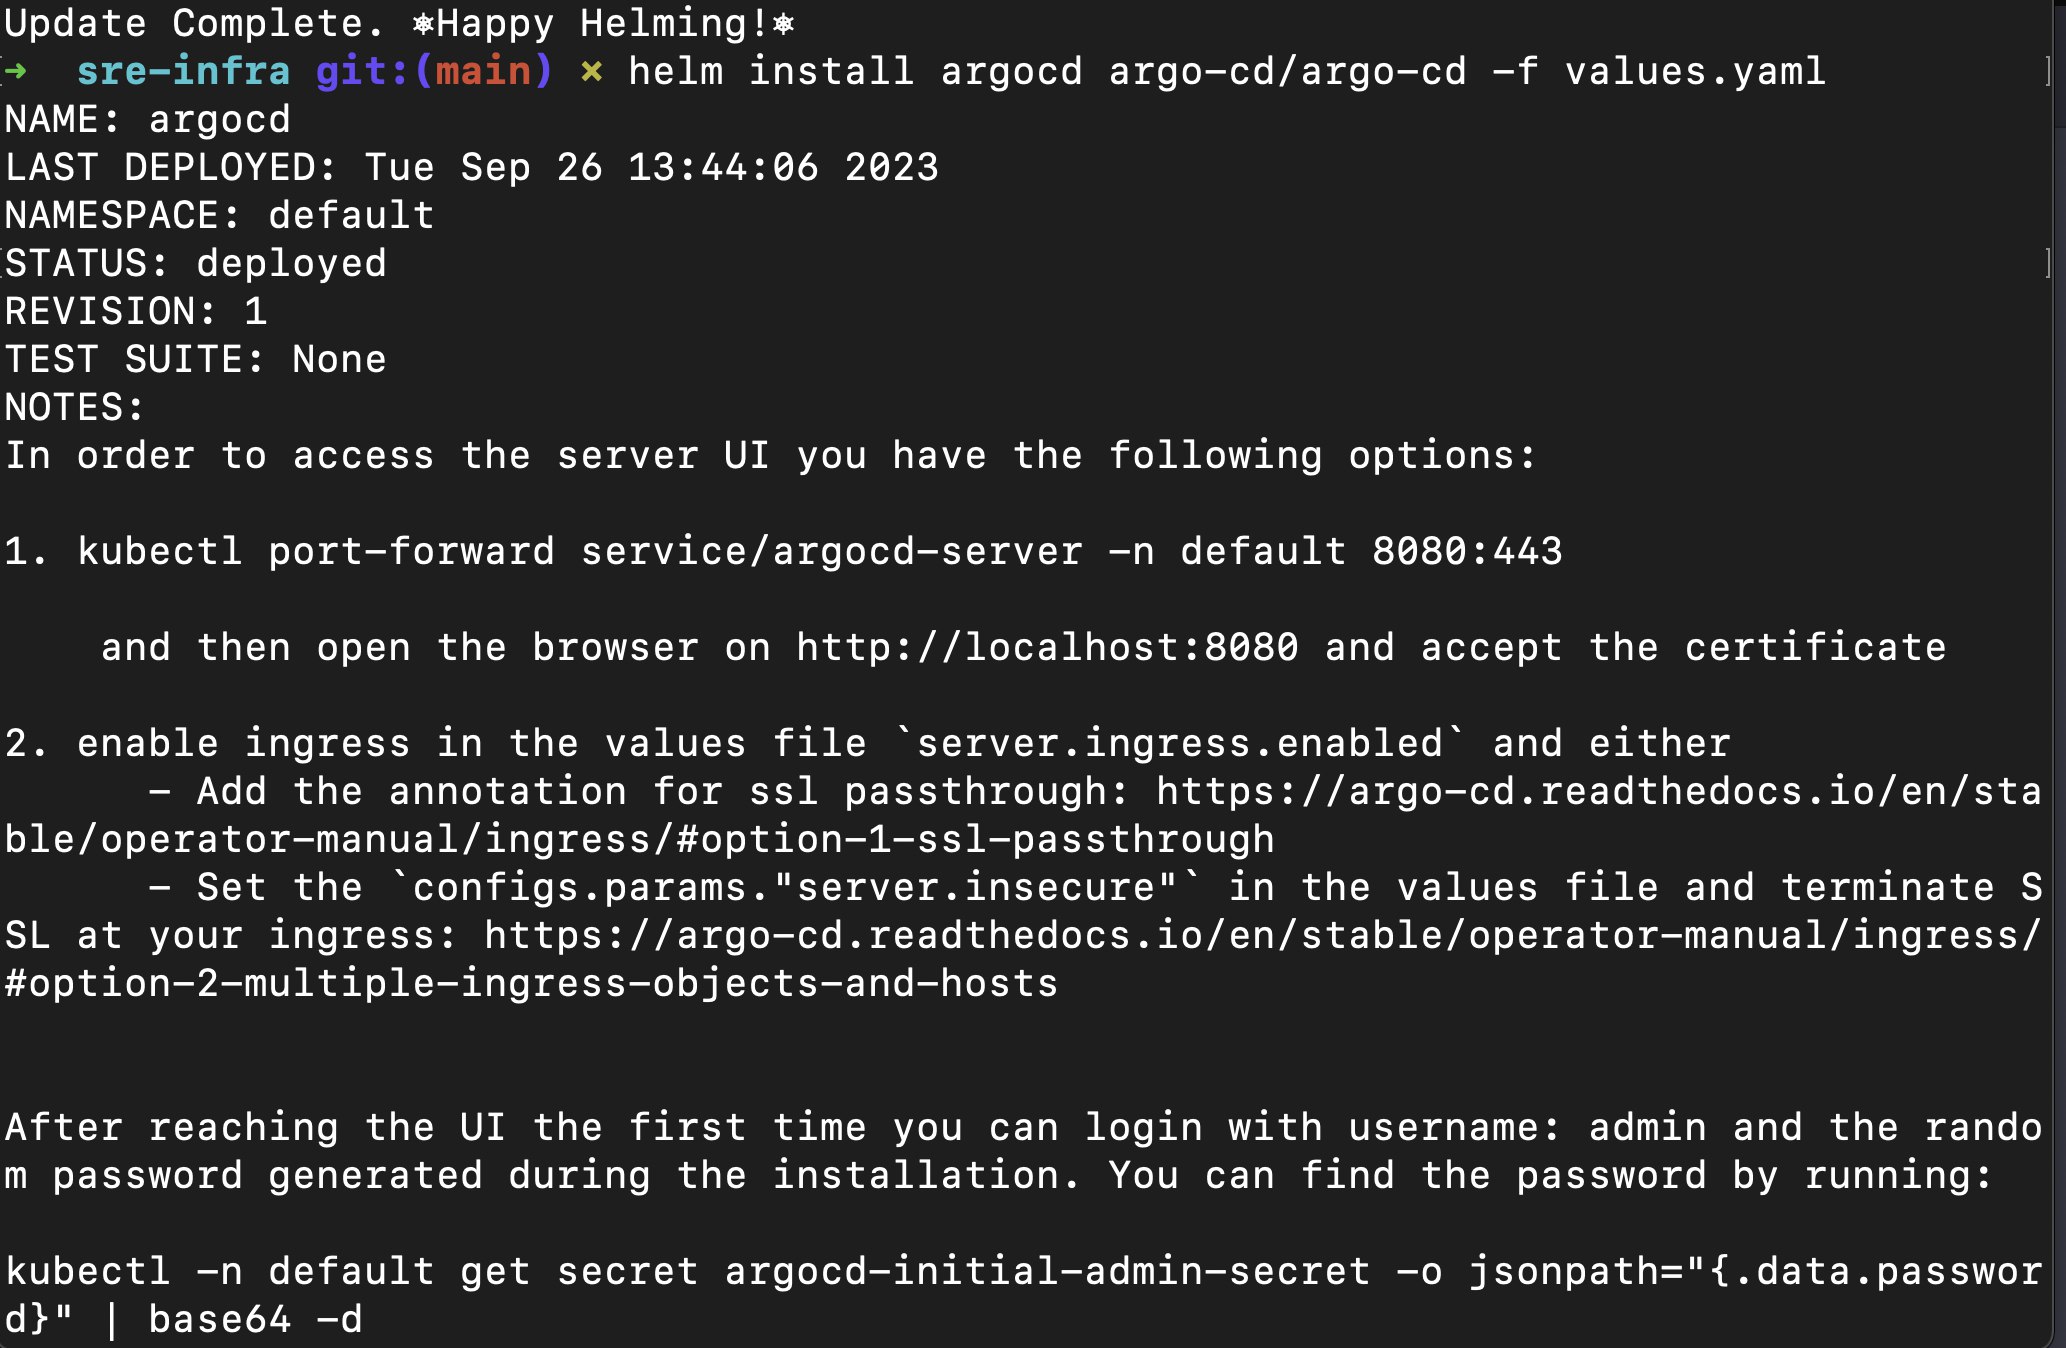 Update Complete. ⎈Happy Helming!⎈
→  sre-infra git:(main) × helm install argocd argo-cd/argo-cd -f values.yaml
NAME: argocd
LAST DEPLOYED: Tue Sep 26 13:44:06 2023
NAMESPACE: default
STATUS: deployed
REVISION: 1
TEST SUITE: None
NOTES:
In order to access the server UI you have the following options:
1. kubectl port-forward service/argocd-server -n default 8080:443
    and then open the browser on http://localhost:8080 and accept the certificate
2. enable ingress in the values file `server.ingress.enabled` and either
      - Add the annotation for ssl passthrough: https://argo-cd.readthedocs.io/en/sta
ble/operator-manual/ingress/#option-1-ssl-passthrough
      - Set the `configs.params."server.insecure"` in the values file and terminate S
SL at your ingress: https://argo-cd.readthedocs.io/en/stable/operator-manual/ingress/
#option-2-multiple-ingress-objects-and-hosts
After reaching the UI the first time you can login with username: admin and the rando
m password generated during the installation. You can find the password by running:
kubectl -n default get secret argocd-initial-admin-secret -o jsonpath="{.data.passwor
d}" | base64 -d